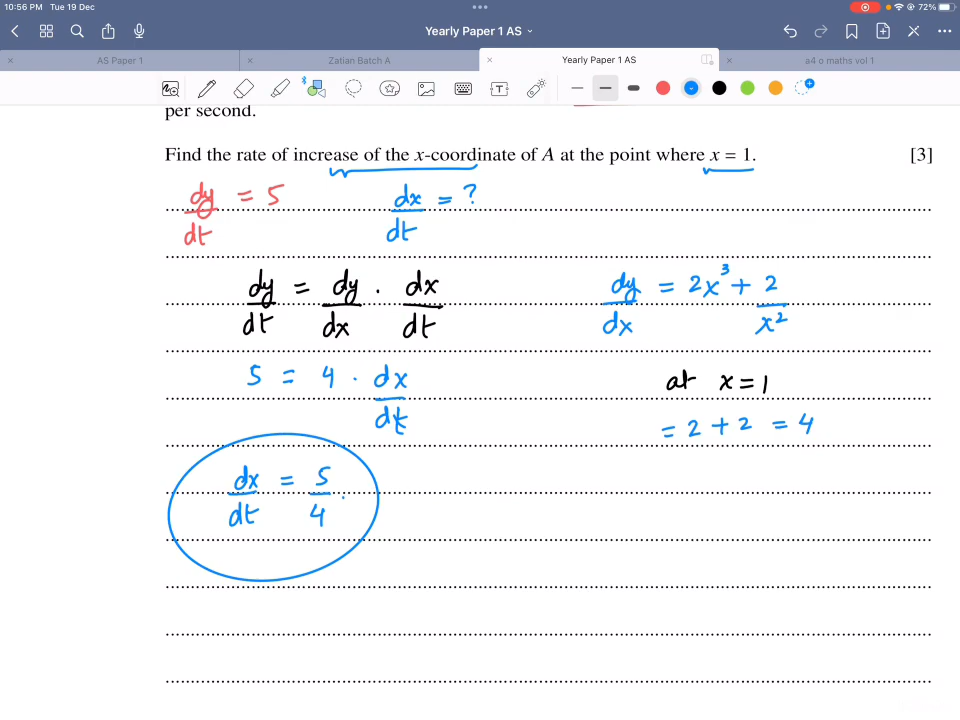 10:56 PM Tue 19 Dec
72%
Yearly Paper 1 AS
AS Paper 1
Zatian Batch A
Yearly Paper 1 AS
a4 o maths vol 1
per second.
Find the rate of increase of the x-coordinate of A at the point where x = 1. [3]
dy/dt = 5 dx/dt = ?
dy/dt = dy/dx · dx/dt dy/dx = 2x³ + 2/x²
5 = 4 · dx/dt at x = 1
= 2 + 2 = 4
dx/dt = 5/4.